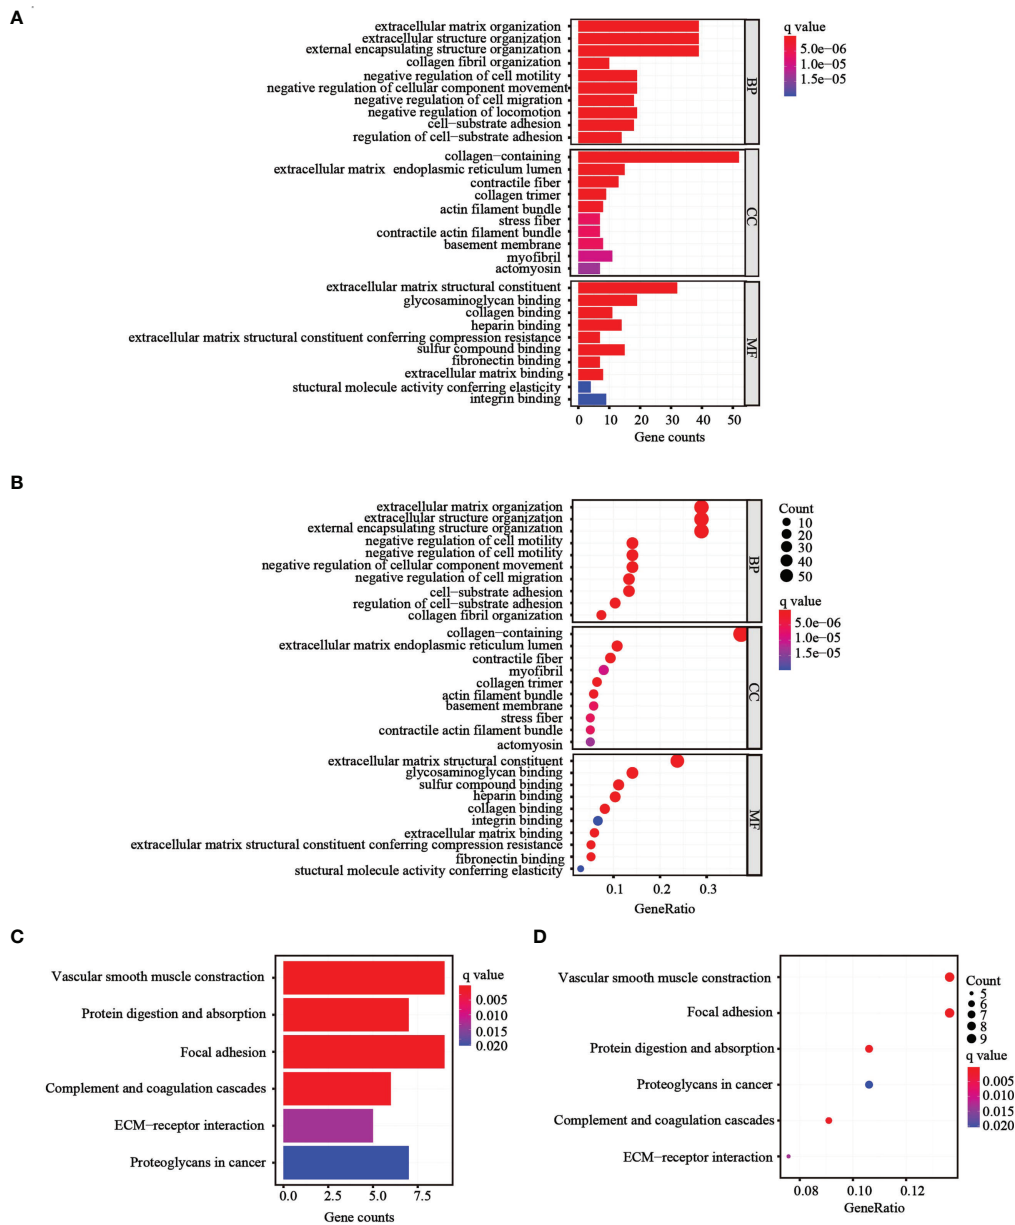 A
extracellular matrix organization
extracellular structure organization
external encapsulating structure organization
collagen fibril organization
negative regulation of cell motility
negative regulation of cellular component movement
negative regulation of cell migration
negative regulation of locomotion
cell−substrate adhesion
regulation of cell−substrate adhesion
BP
collagen−containing
extracellular matrix endoplasmic reticulum lumen
contractile fiber
collagen trimer
actin filament bundle
stress fiber
contractile actin filament bundle
basement membrane
myofibril
actomyosin
CC
extracellular matrix structural constituent
glycosaminoglycan binding
collagen binding
heparin binding
extracellular matrix structural constituent conferring compression resistance
sulfur compound binding
fibronectin binding
extracellular matrix binding
stuctural molecule activity conferring elasticity
integrin binding
MF
0 10 20 30 40 50
Gene counts
q value
5.0e−06
1.0e−05
1.5e−05
B
extracellular matrix organization
extracellular structure organization
external encapsulating structure organization
negative regulation of cell motility
negative regulation of cell motility
negative regulation of cellular component movement
negative regulation of cell migration
cell−substrate adhesion
regulation of cell−substrate adhesion
collagen fibril organization
BP
collagen−containing
extracellular matrix endoplasmic reticulum lumen
contractile fiber
myofibril
collagen trimer
actin filament bundle
basement membrane
stress fiber
contractile actin filament bundle
actomyosin
CC
extracellular matrix structural constituent
glycosaminoglycan binding
sulfur compound binding
heparin binding
collagen binding
integrin binding
extracellular matrix binding
extracellular matrix structural constituent conferring compression resistance
fibronectin binding
stuctural molecule activity conferring elasticity
MF
0.1 0.2 0.3
GeneRatio
Count
10
20
30
40
50
q value
5.0e−06
1.0e−05
1.5e−05
C
Vascular smooth muscle constraction
Protein digestion and absorption
Focal adhesion
Complement and coagulation cascades
ECM−receptor interaction
Proteoglycans in cancer
0.0 2.5 5.0 7.5
Gene counts
q value
0.005
0.010
0.015
0.020
D
Vascular smooth muscle constraction
Focal adhesion
Protein digestion and absorption
Proteoglycans in cancer
Complement and coagulation cascades
ECM−receptor interaction
0.08 0.10 0.12
GeneRatio
Count
5
6
7
8
9
q value
0.005
0.010
0.015
0.020